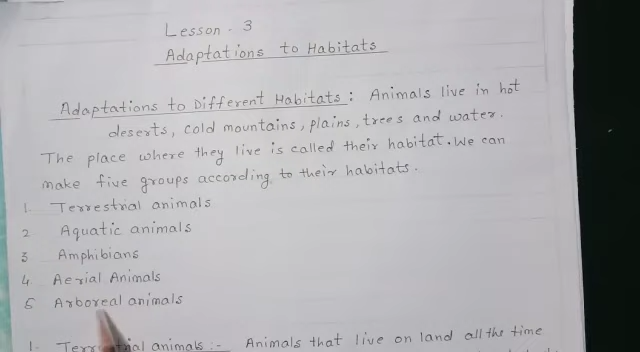 Lesson - 3
Adaptations to Habitats
Adaptations to Different Habitats : Animals live in hot
deserts, cold mountains, plains, trees and water.
The place where they live is called their habitat. We can
make five groups according to their habitats.
1. Terrestrial animals
2 Aquatic animals
3 Amphibians
4. Aerial Animals
5 Arboreal animals
1. Terrestrial animals :- Animals that live on land all the time